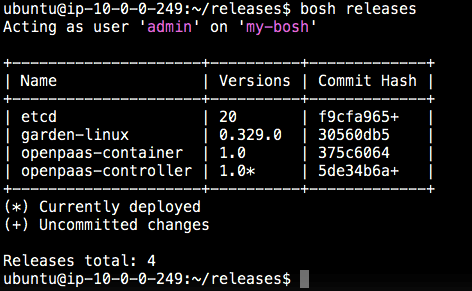 ubuntu@ip-10-0-0-249:~/releases$ bosh releases
Acting as user 'admin' on 'my-bosh'
+----------------------+----------+-------------+
| Name                 | Versions | Commit Hash |
+----------------------+----------+-------------+
| etcd                 | 20       | f9cfa965+   |
| garden-linux         | 0.329.0  | 30560db5    |
| openpaas-container   | 1.0      | 375c6064    |
| openpaas-controller  | 1.0*     | 5de34b6a+   |
+----------------------+----------+-------------+
(*) Currently deployed
(+) Uncommitted changes
Releases total: 4
ubuntu@ip-10-0-0-249:~/releases$